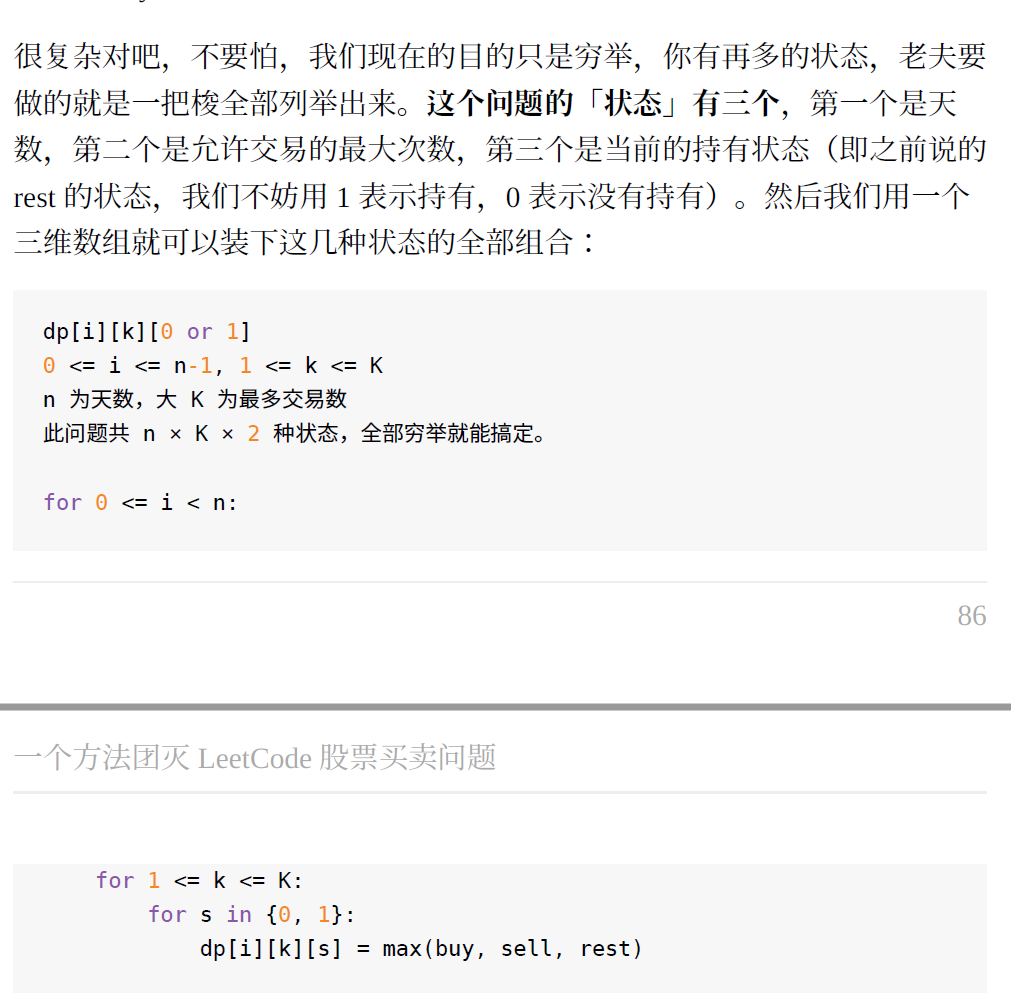 很复杂对吧，不要怕，我们现在的目的只是穷举，你有再多的状态，老夫要
做的就是一把梭全部列举出来。这个问题的「状态」有三个，第一个是天
数，第二个是允许交易的最大次数，第三个是当前的持有状态（即之前说的
rest 的状态，我们不妨用 1 表示持有，0 表示没有持有）。然后我们用一个
三维数组就可以装下这几种状态的全部组合：
dp[i][k][0 or 1]
0 <= i <= n-1, 1 <= k <= K
n 为天数，大 K 为最多交易数
此问题共 n × K × 2 种状态，全部穷举就能搞定。
for 0 <= i < n:
86
一个方法团灭 LeetCode 股票买卖问题
for 1 <= k <= K:
for s in {0, 1}:
dp[i][k][s] = max(buy, sell, rest)